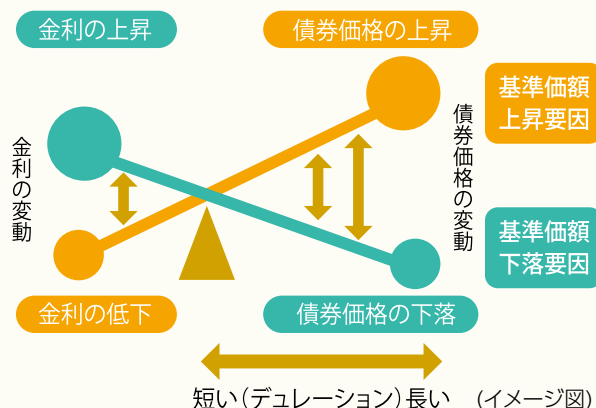 金利の上昇
債券価格の上昇
基準価額
上昇要因
金利の変動
債券価格の変動
基準価額
下落要因
金利の低下
債券価格の下落
短い（デュレーション）長い （イメージ図）